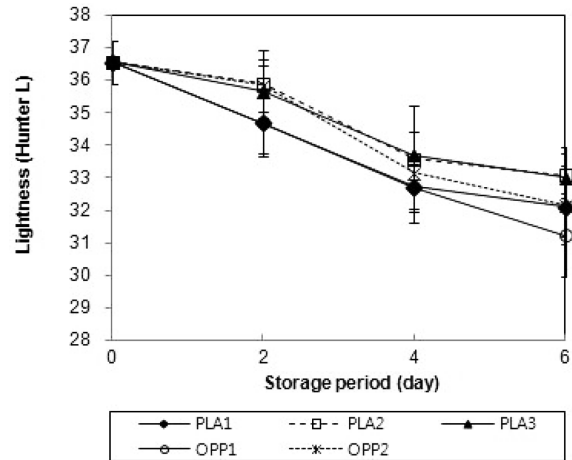 38
37
36
35
34
33
32
31
30
29
28
Lightness (Hunter L)
0 2 4 6
Storage period (day)
PLA1 PLA2 PLA3
OPP1 OPP2